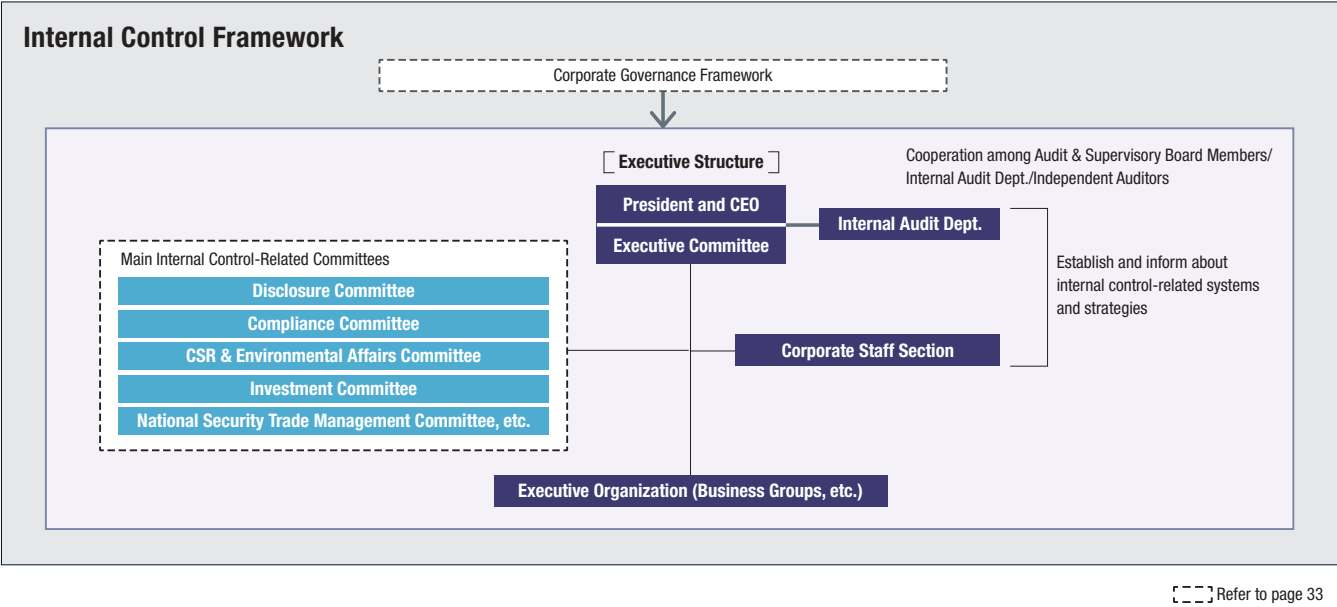 Internal Control Framework
Corporate Governance Framework
Executive Structure
Cooperation among Audit & Supervisory Board Members/
Internal Audit Dept./Independent Auditors
President and CEO
Internal Audit Dept.
Executive Committee
Main Internal Control-Related Committees
Disclosure Committee
Compliance Committee
CSR & Environmental Affairs Committee
Investment Committee
National Security Trade Management Committee, etc.
Establish and inform about
internal control-related systems
and strategies
Corporate Staff Section
Executive Organization (Business Groups, etc.)
Refer to page 33